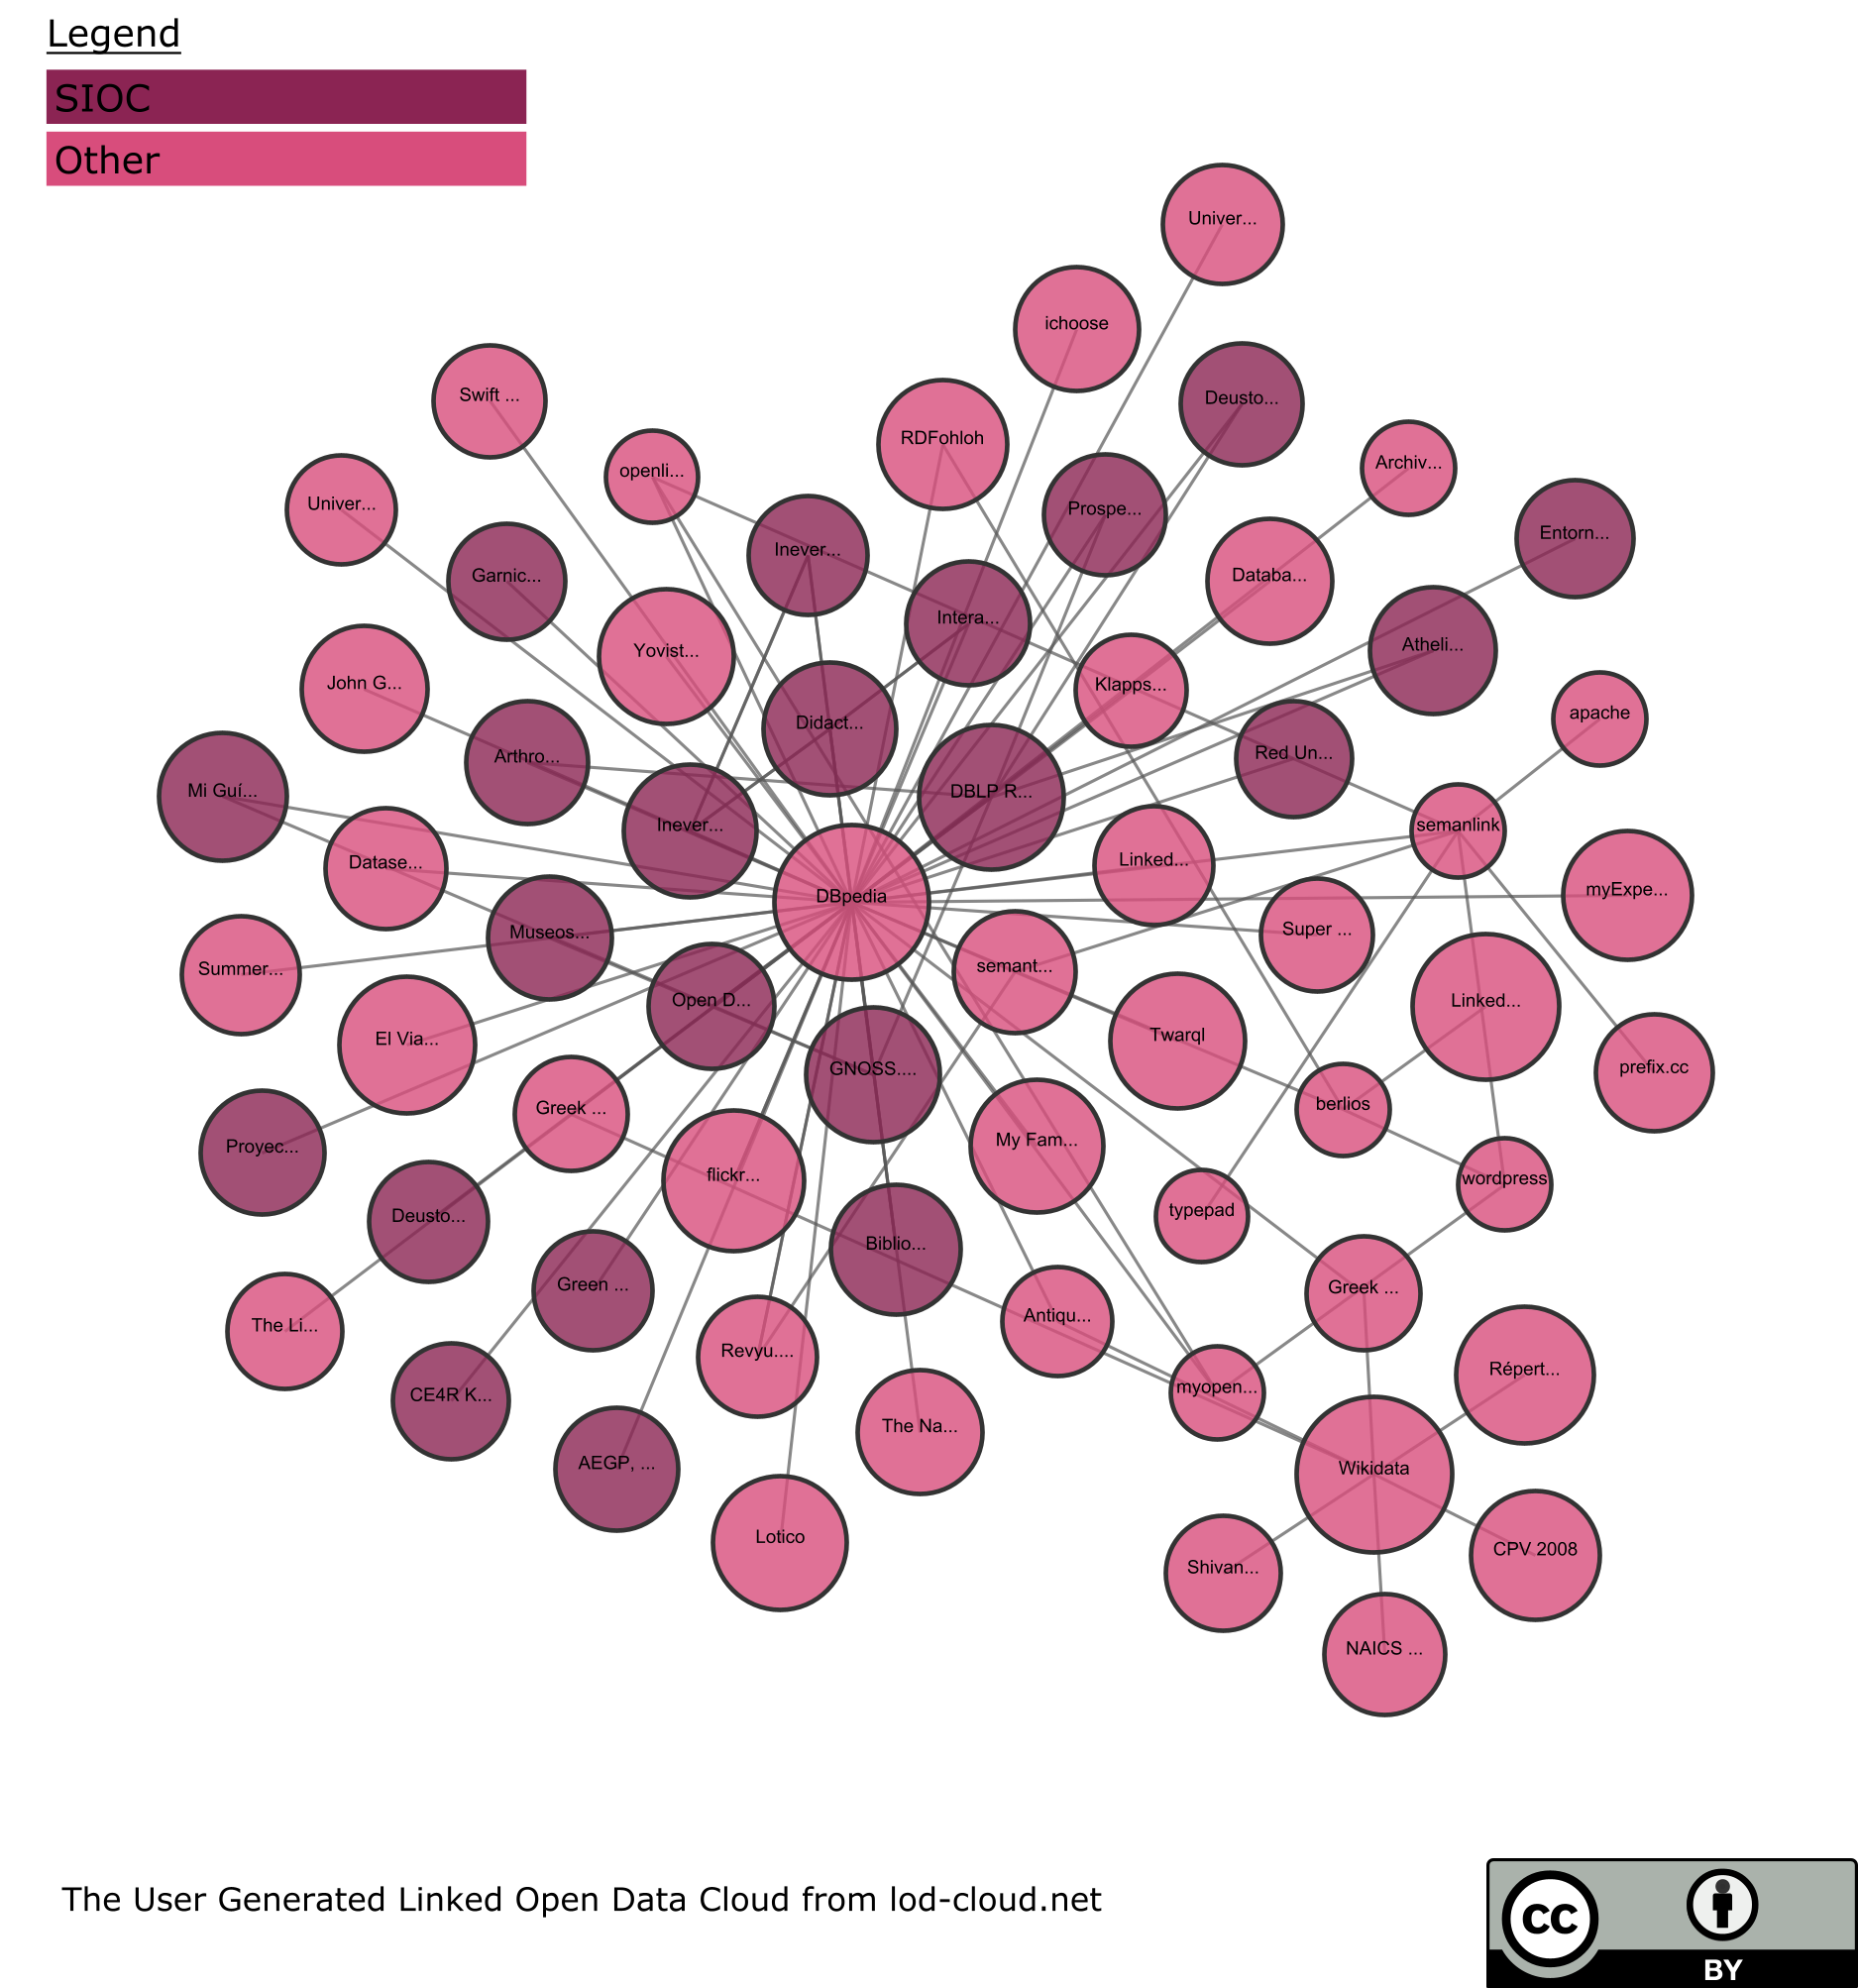 Legend
SIOC
Other
Univer...
ichoose
Swift ...
Deusto...
RDFohloh
openli...
Archiv...
Univer...
Prospe...
Inever...
Entorn...
Garnic...
Databa...
Intera...
Yovist...
Atheli...
John G...
Klapps...
apache
Didact...
Arthro...
Red Un...
Mi Guí...
DBLP R...
Inever...
semanlink
Datase...
Linked...
DBpedia
myExpe...
Museos...
Super ...
Summer...
semant...
Open D...
Linked...
El Via...
Twarql
GNOSS....
prefix.cc
Greek ...
berlios
My Fam...
Proyec...
flickr...
wordpress
Deusto...
typepad
Biblio...
Green ...
Greek ...
Antiqu...
The Li...
Revyu....
Répert...
CE4R K...
myopen...
The Na...
AEGP, ...
Wikidata
Lotico
CPV 2008
Shivan...
NAICS ...
The User Generated Linked Open Data Cloud from lod-cloud.net
cc
BY